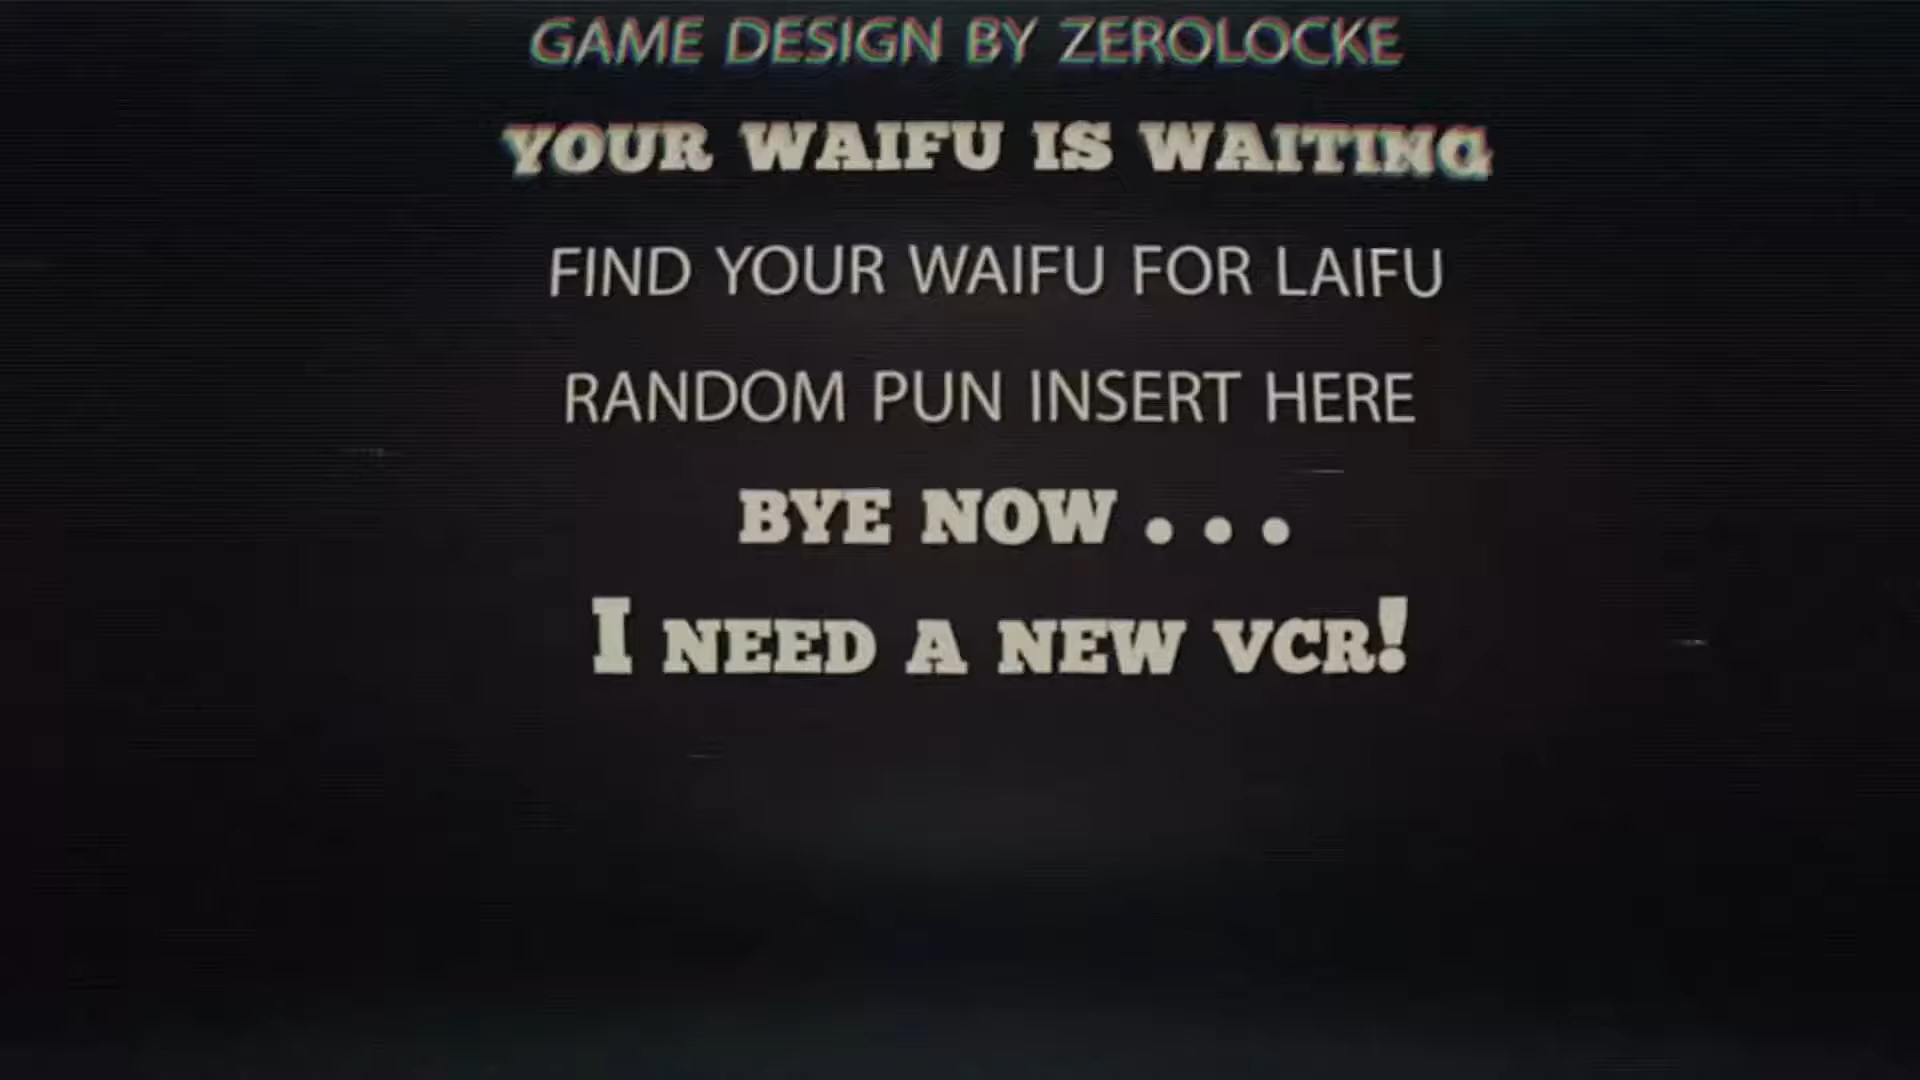 GAME DESIGN BY ZEROLOCKE
YOUR WAIFU IS WAITING
FIND YOUR WAIFU FOR LAIFU
RANDOM PUN INSERT HERE
BYE NOW . . .
I NEED A NEW VCR!